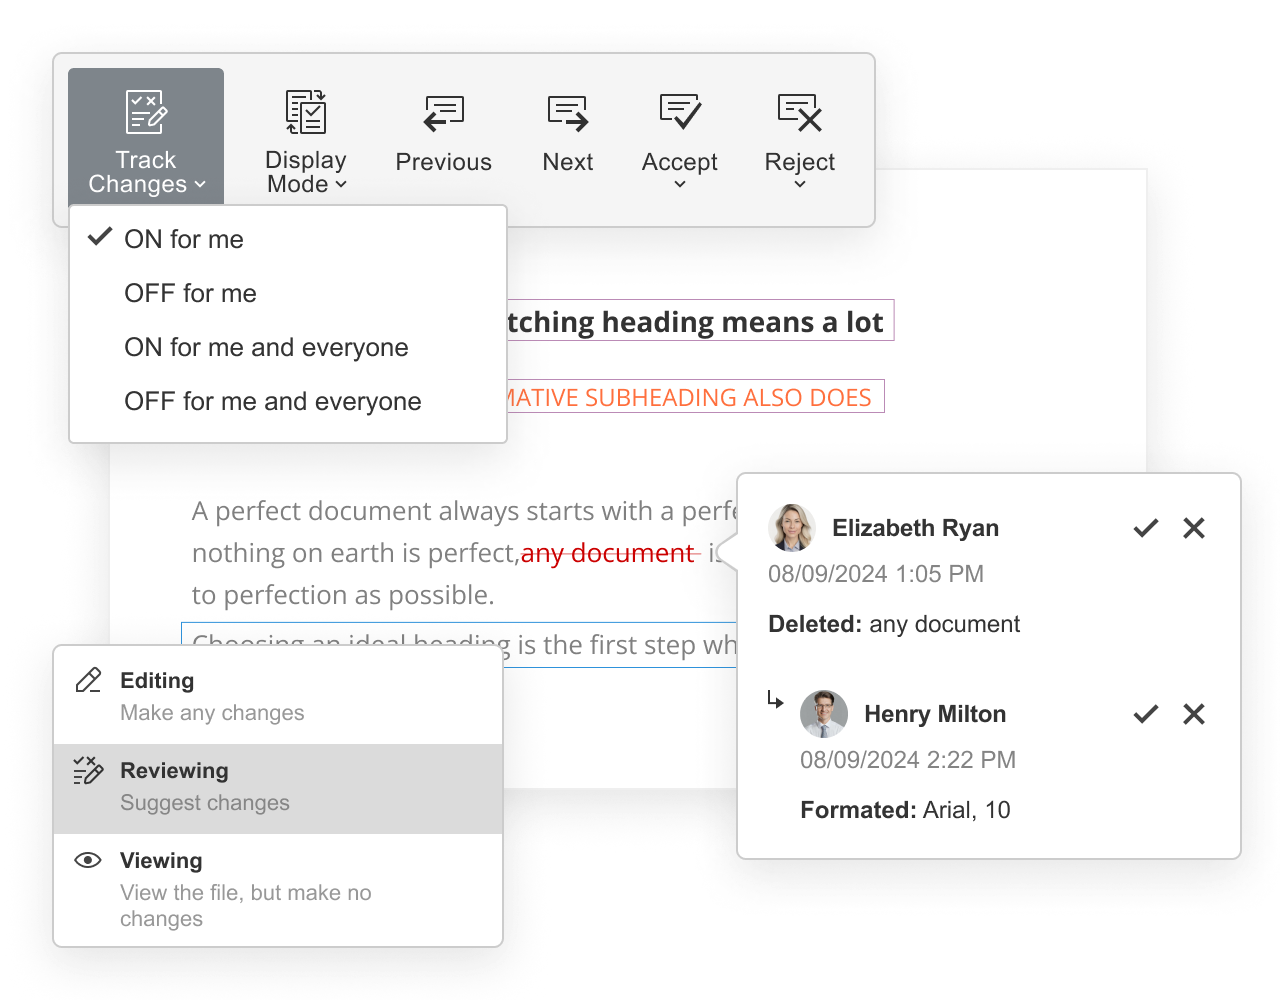 Track
Changes
Display
Mode
Previous
Next
Accept
Reject
ON for me
OFF for me
ON for me and everyone
OFF for me and everyone
heading means a lot
SUBHEADING ALSO DOES
A perfect document always starts with a
nothing on earth is perfect, any document
to perfection as possible.
Choosing an ideal heading is the first step
Elizabeth Ryan
08/09/2024 1:05 PM
Deleted: any document
Henry Milton
08/09/2024 2:22 PM
Formated: Arial, 10
Editing
Make any changes
Reviewing
Suggest changes
Viewing
View the file, but make no
changes